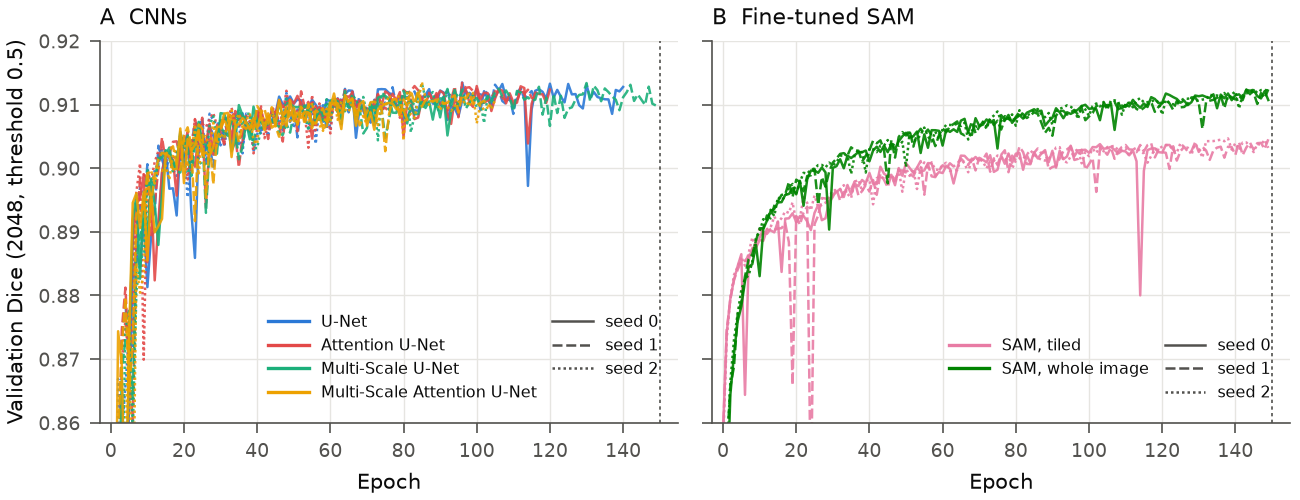 A CNNs
B Fine-tuned SAM
Validation Dice (2048, threshold 0.5)
0.92
0.91
0.90
0.89
0.88
0.87
0.86
U-Net
Attention U-Net
Multi-Scale U-Net
Multi-Scale Attention U-Net
seed 0
seed 1
seed 2
0 20 40 60 80 100 120 140
Epoch
SAM, tiled
SAM, whole image
seed 0
seed 1
seed 2
0 20 40 60 80 100 120 140
Epoch